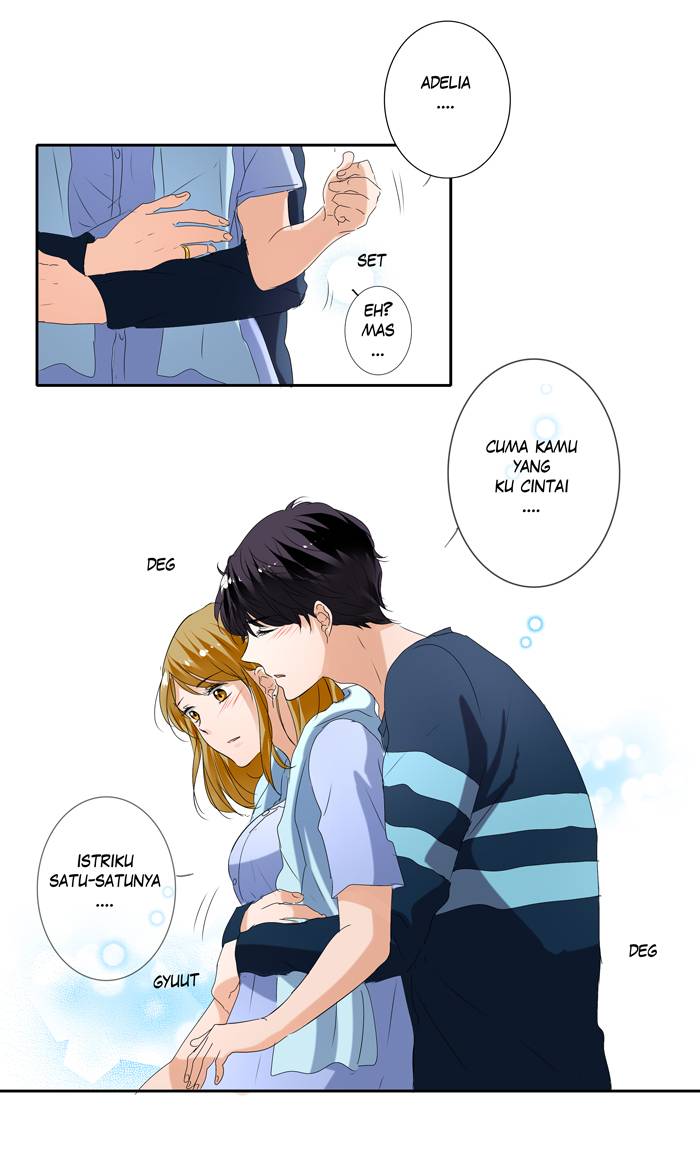 ADELIA
....
SET
EH?
MAS
...
CUMA KAMU
YANG
KU CINTAI
....
DEG
ISTRIKU
SATU-SATUNYA
....
GYUUT
DEG